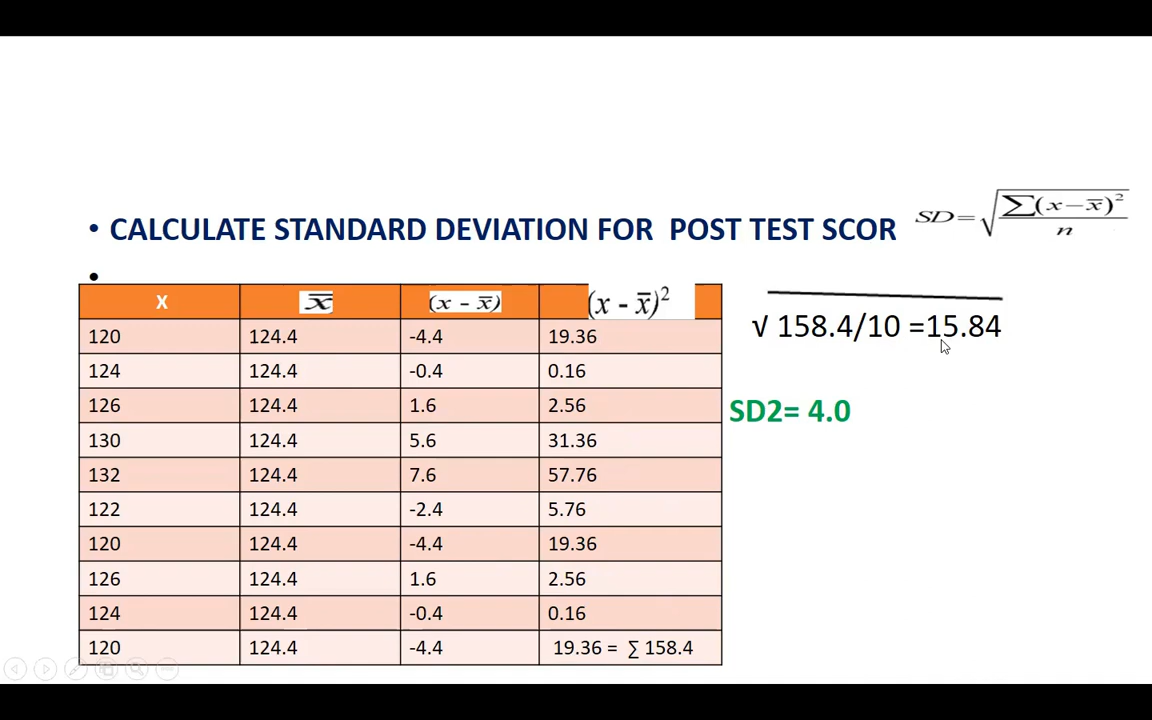 • CALCULATE STANDARD DEVIATION FOR POST TEST SCOR
SD=√∑(x−x̅)²/n
•
X x̅ (x - x̅) (x - x̅)²
120 124.4 -4.4 19.36
124 124.4 -0.4 0.16
126 124.4 1.6 2.56
130 124.4 5.6 31.36
132 124.4 7.6 57.76
122 124.4 -2.4 5.76
120 124.4 -4.4 19.36
126 124.4 1.6 2.56
124 124.4 -0.4 0.16
120 124.4 -4.4 19.36 = ∑ 158.4
√ 158.4/10 =15.84
SD2= 4.0